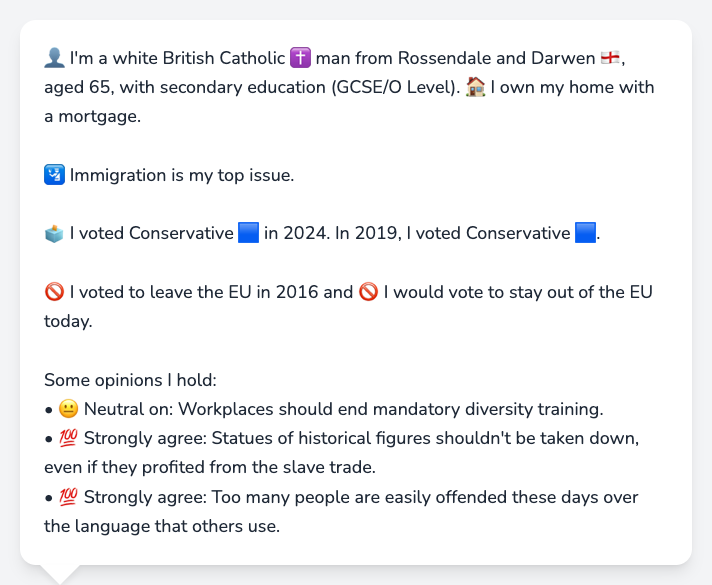 👤 I'm a white British Catholic ✝️ man from Rossendale and Darwen 🏴󠁧󠁢󠁥󠁮󠁧󠁿,
aged 65, with secondary education (GCSE/O Level). 🏠 I own my home with
a mortgage.
🛂 Immigration is my top issue.
🗳️ I voted Conservative 🟦 in 2024. In 2019, I voted Conservative 🟦.
🚫 I voted to leave the EU in 2016 and 🚫 I would vote to stay out of the EU
today.
Some opinions I hold:
• 😐 Neutral on: Workplaces should end mandatory diversity training.
• 💯 Strongly agree: Statues of historical figures shouldn't be taken down,
even if they profited from the slave trade.
• 💯 Strongly agree: Too many people are easily offended these days over
the language that others use.